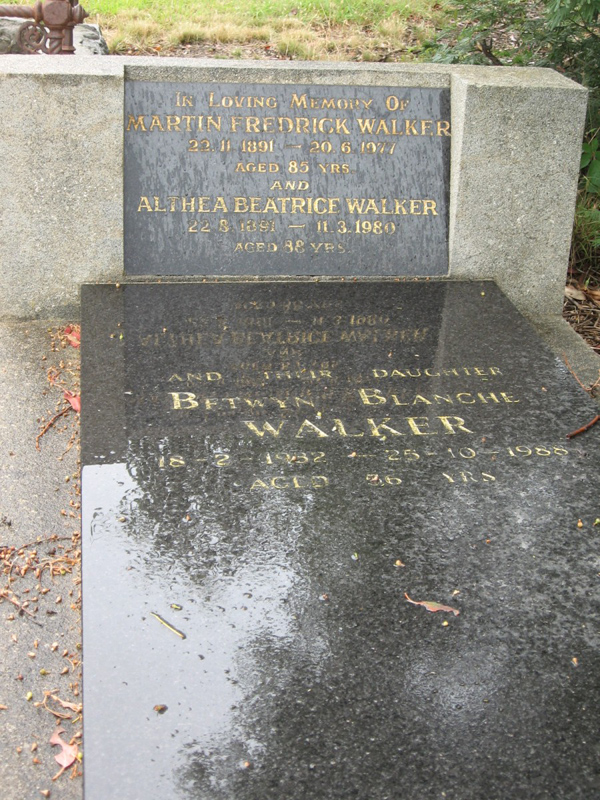 In Loving Memory Of
MARTIN FREDRICK WALKER
22.11.1891 — 20.6.1977
AGED 85 YRS.
AND
ALTHEA BEATRICE WALKER
22.8.1891 — 11.3.1980
AGED 88 YRS.
AND THEIR DAUGHTER
BETWYN BLANCHE
WALKER
18-2-1932 - 25-10-1988
AGED 56 YRS